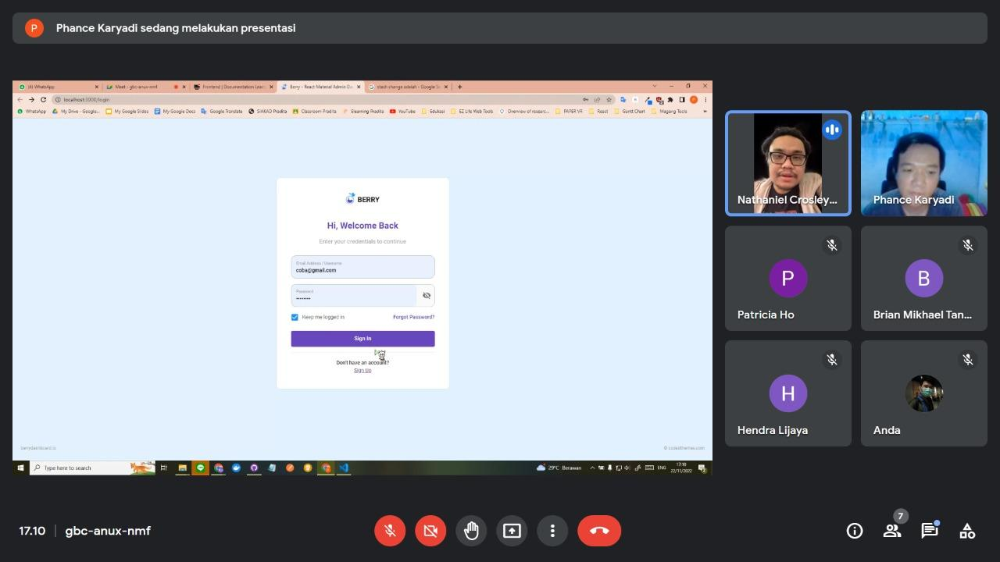 P Phance Karyadi sedang melakukan presentasi
(4) WhatsApp
Meet - gbc-anux-nmf
Frontend | Documentation Lear
Berry - React Material Admin Da
stash change adalah - Google Se
localhost:3000/login
WhatsApp My Drive - Google... My Google Slides My Google Docs Google Translate SIAKAD Pradita Classroom Pradita Elearning Pradita YouTube Edukasi EZ Life Web Tools Overview of researc... PAPER VR React Gantt Chart Magang Tools »
BERRY
Hi, Welcome Back
Enter your credentials to continue
Email Address / Username
coba@gmail.com
Password
••••••••
Keep me logged in Forgot Password?
Sign In
Don't have an account?
Sign Up
berrydashboard.io © codedthemes.com
Type here to search
29°C Berawan ENG 17:10
22/11/2022
Nathaniel Crosley...
Phance Karyadi
P
Patricia Ho
B
Brian Mikhael Tan...
H
Hendra Lijaya
Anda
17.10 | gbc-anux-nmf
7